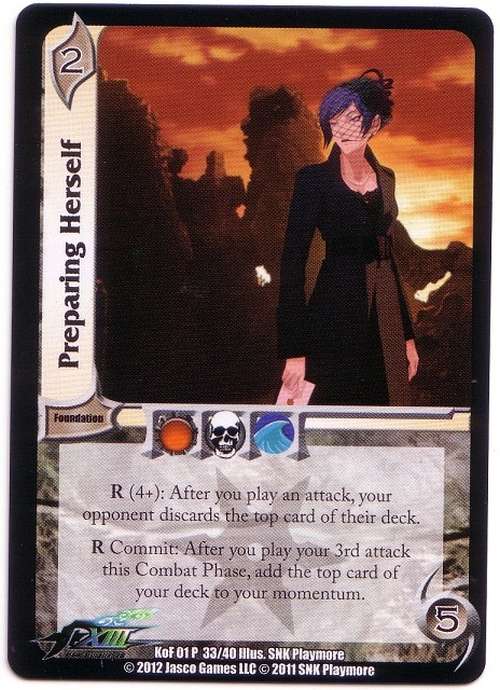 2
Preparing Herself
Foundation
R (4+): After you play an attack, your
opponent discards the top card of their deck.
R Commit: After you play your 3rd attack
this Combat Phase, add the top card of
your deck to your momentum.
5
XIII
KoF 01 P 33/40 Illus. SNK Playmore
© 2012 Jasco Games LLC © 2011 SNK Playmore